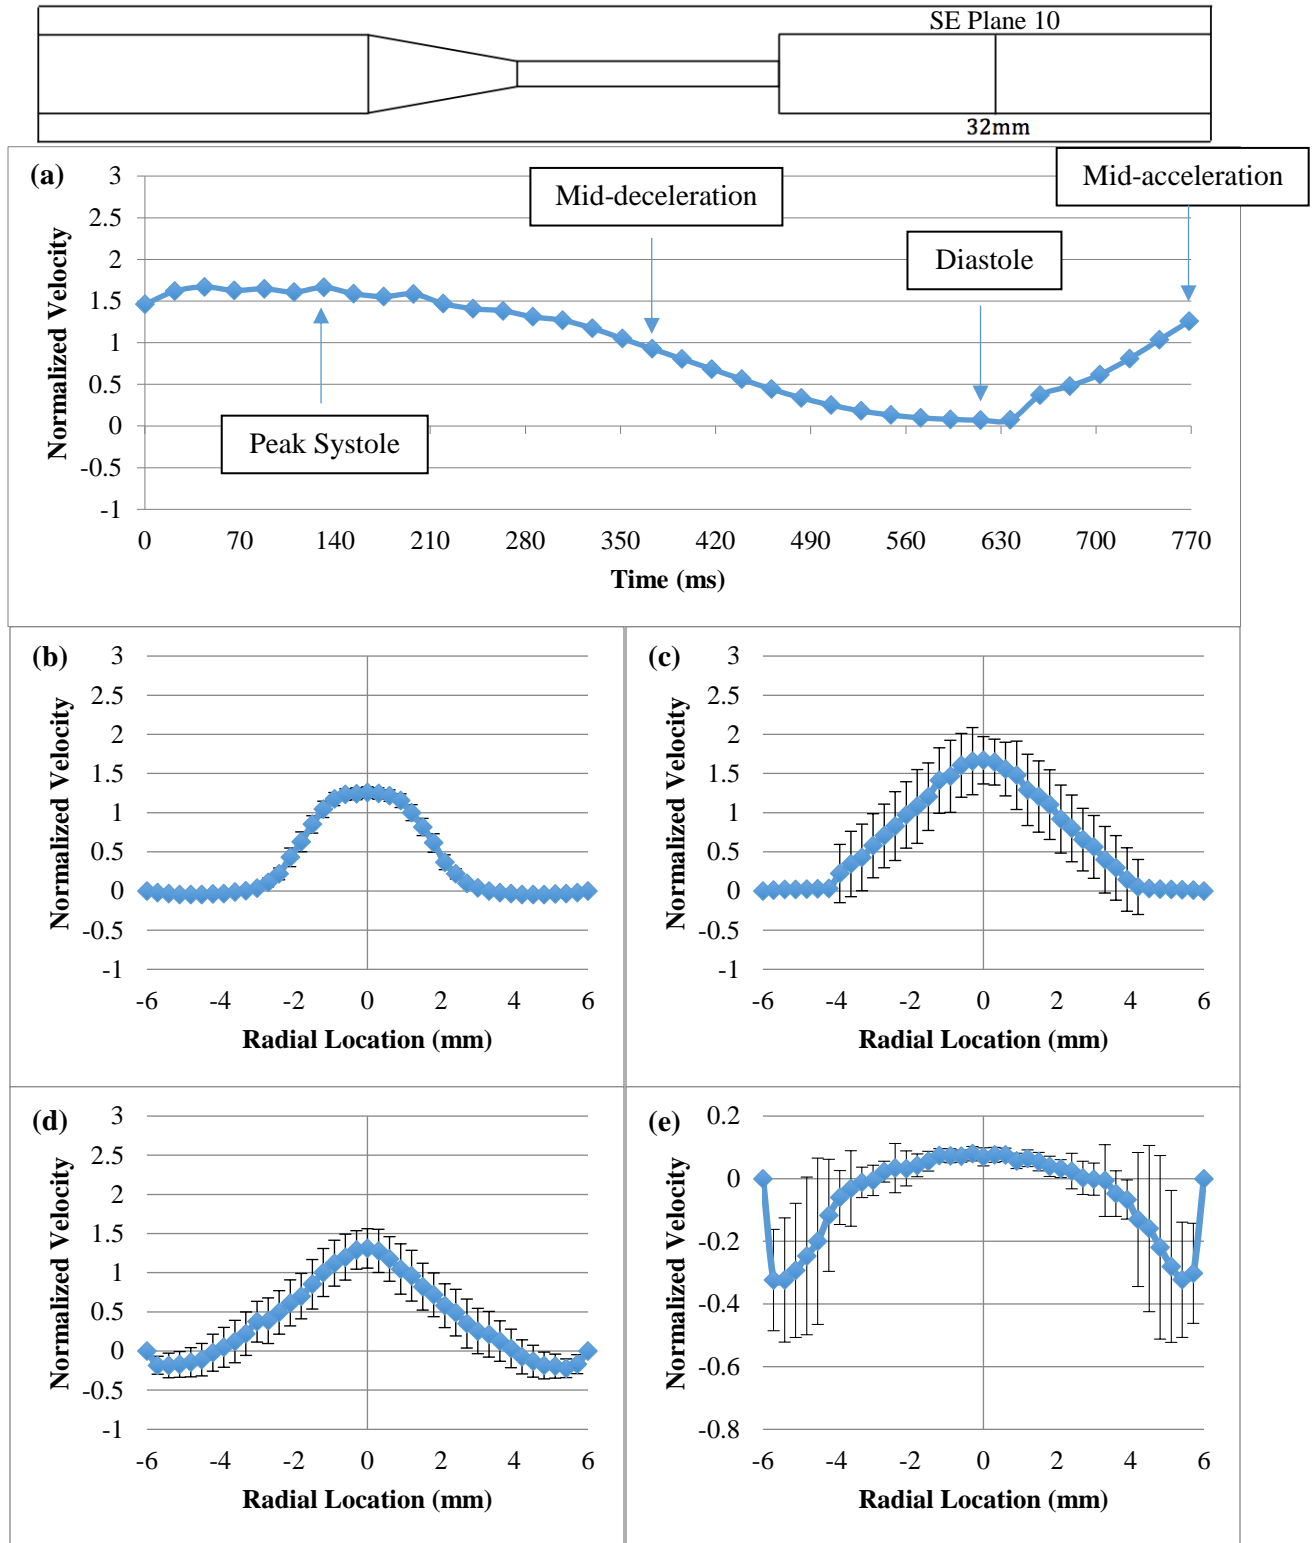 SE Plane 10
32mm
(a)
Mid-deceleration
Mid-acceleration
Diastole
Peak Systole
Normalized Velocity
3
2.5
2
1.5
1
0.5
0
-0.5
-1
0 70 140 210 280 350 420 490 560 630 700 770
Time (ms)
(b)
Normalized Velocity
3
2.5
2
1.5
1
0.5
0
-0.5
-1
-6 -4 -2 0 2 4 6
Radial Location (mm)
(c)
Normalized Velocity
3
2.5
2
1.5
1
0.5
0
-0.5
-1
-6 -4 -2 0 2 4 6
Radial Location (mm)
(d)
Normalized Velocity
3
2.5
2
1.5
1
0.5
0
-0.5
-1
-6 -4 -2 0 2 4 6
Radial Location (mm)
(e)
Normalized Velocity
0.2
0
-0.2
-0.4
-0.6
-0.8
-6 -4 -2 0 2 4 6
Radial Location (mm)